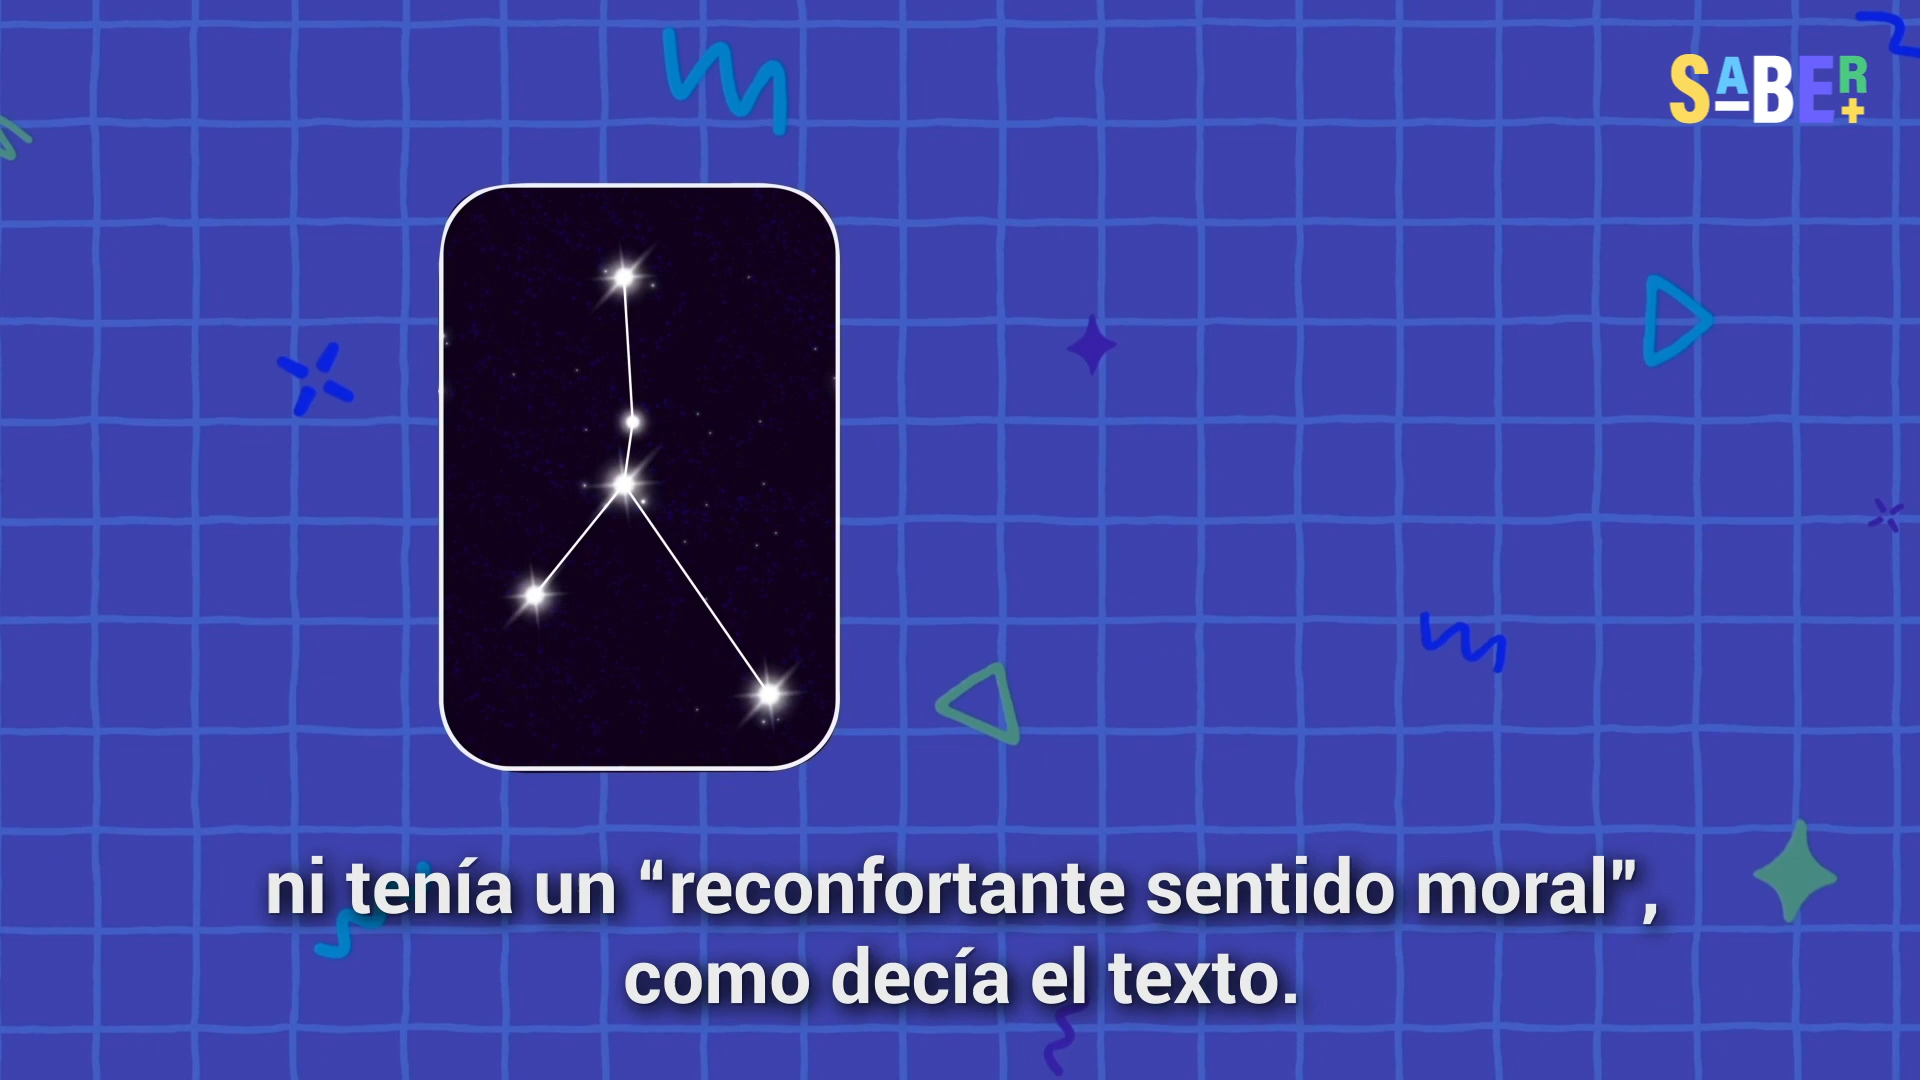 SABER+
ni tenía un “reconfortante sentido moral”,
como decía el texto.